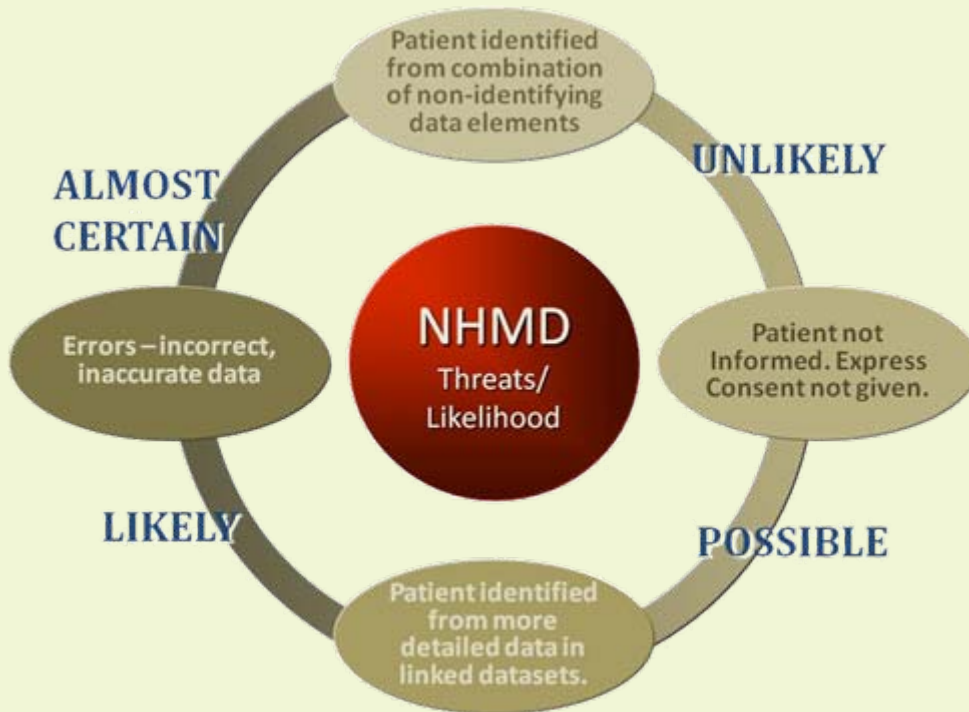 Patient identified
from combination
of non-identifying
data elements
UNLIKELY
ALMOST
CERTAIN
NHMD
Threats/
Likelihood
Errors – incorrect,
inaccurate data
Patient not
Informed. Express
Consent not given.
LIKELY
POSSIBLE
Patient identified
from more
detailed data in
linked datasets.